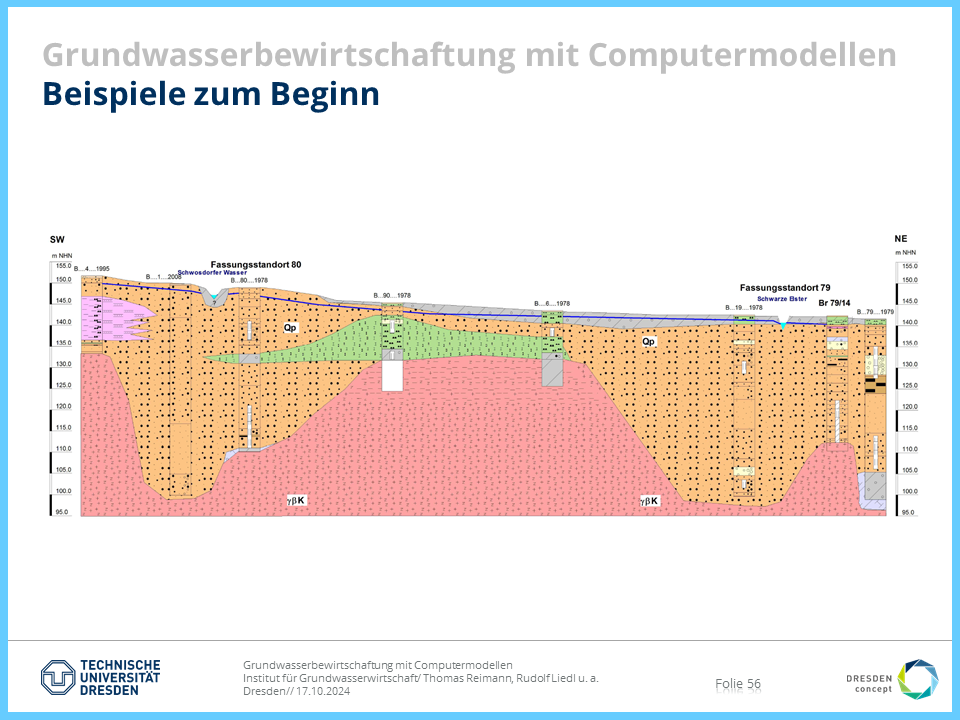 Grundwasserbewirtschaftung mit Computermodellen
Beispiele zum Beginn
SW
NE
m NHN
m NHN
B...4....1995
B....1....2008
Schwosdorfer Wasser
Fassungsstandort 80
B...80....1978
B...90....1978
B....6....1978
Fassungsstandort 79
Schwarze Elster
B...19....1978
Br 79/14
B...79....1979
155.0
150.0
145.0
140.0
135.0
130.0
125.0
120.0
115.0
110.0
105.0
100.0
95.0
Qp
Qp
γβK
γβK
155.0
150.0
145.0
140.0
135.0
130.0
125.0
120.0
115.0
110.0
105.0
100.0
95.0
TECHNISCHE
UNIVERSITÄT
DRESDEN
Grundwasserbewirtschaftung mit Computermodellen
Institut für Grundwasserwirtschaft/ Thomas Reimann, Rudolf Liedl u. a.
Dresden// 17.10.2024
Folie 56
DRESDEN
concept